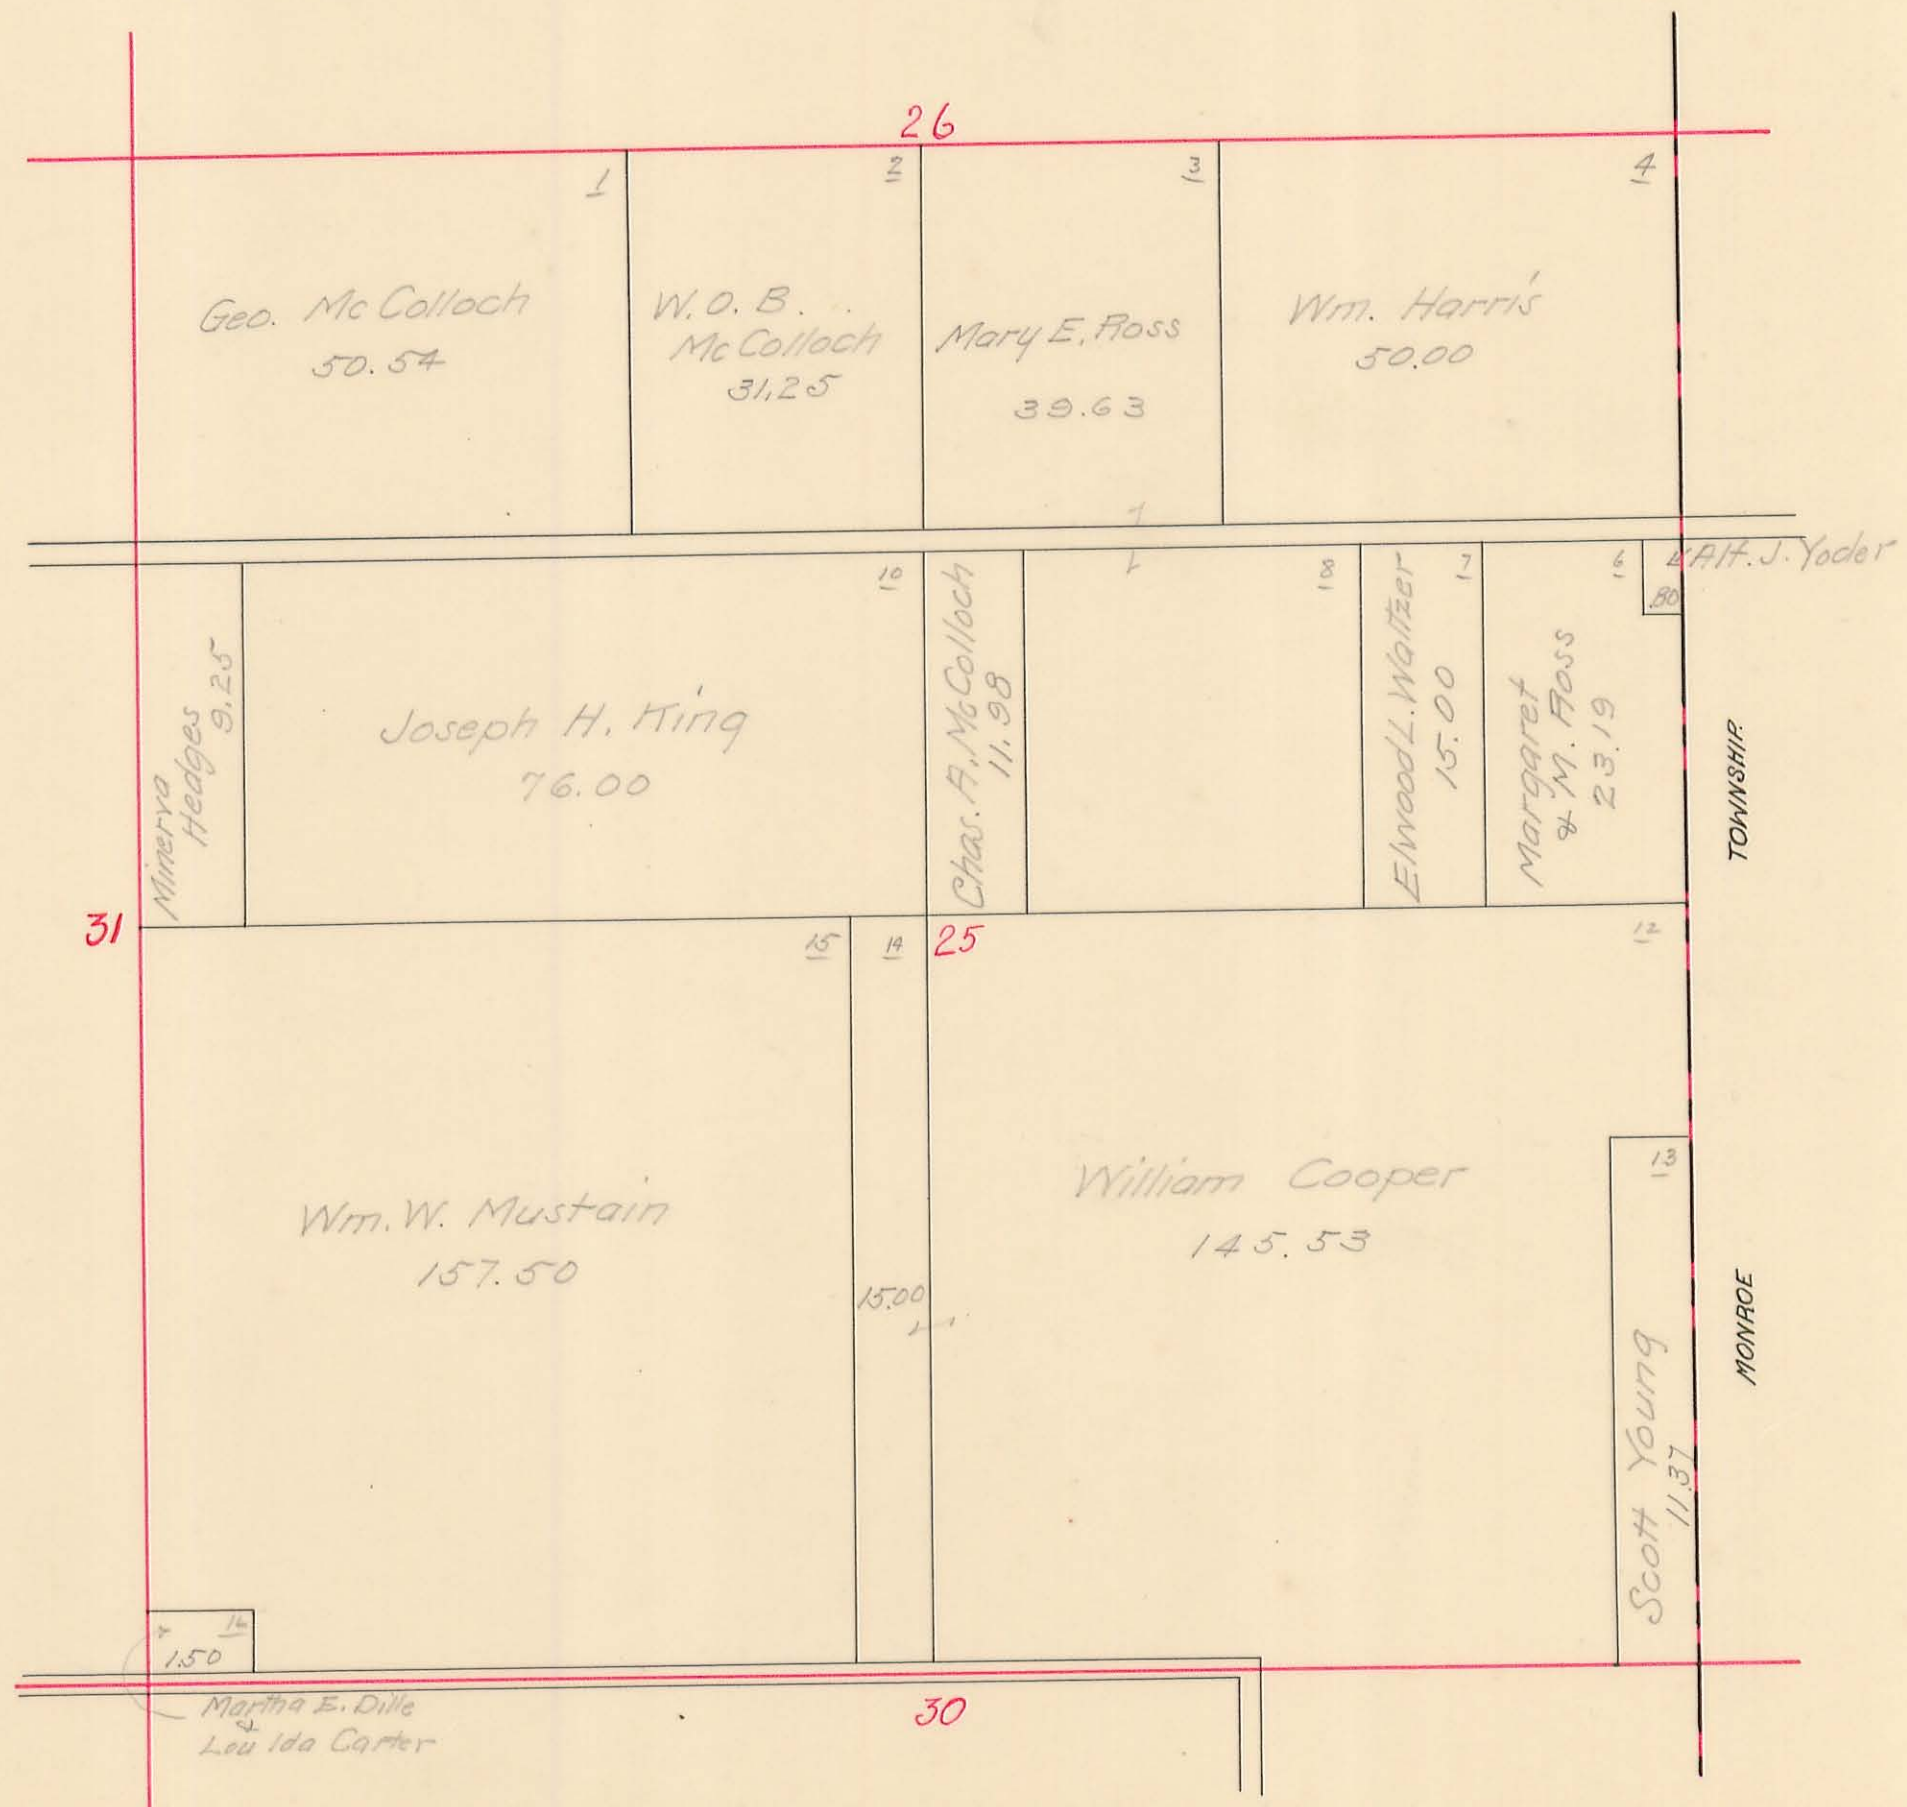 26
1
2
3
4
Geo. McColloch
50.54
W. O. B.
McColloch
31.25
Mary E. Ross
39.63
Wm. Harris
50.00
Minerva
Hedges
9.25
10
Joseph H. King
76.00
Chas. A. McColloch
11.98
8
7
Elwood L. Waltzer
15.00
6
Margaret
& M. Ross
23.19
Alf. J. Yoder
.80
TOWNSHIP
31
15
14
25
12
Wm. W. Mustain
157.50
15.00
William Cooper
145.53
13
Scott Young
11.37
MONROE
16
1.50
Martha E. Dille
&
Lou Ida Carter
30